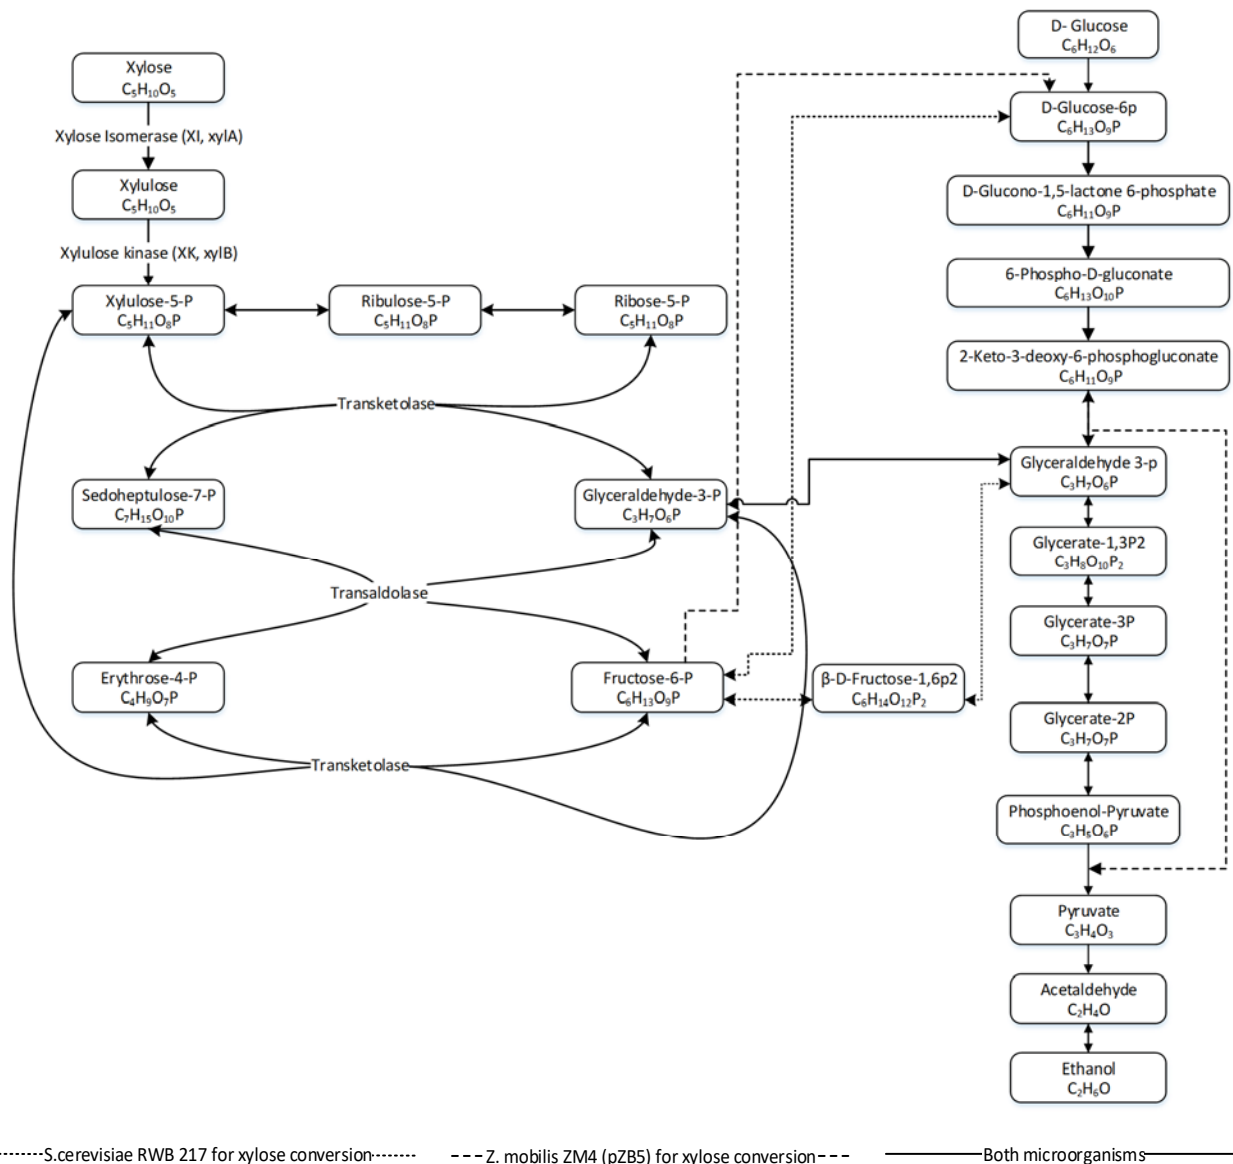 D- Glucose
C₆H₁₂O₆
Xylose
C₅H₁₀O₅
D-Glucose-6p
C₆H₁₃O₉P
Xylose Isomerase (XI, xylA)
Xylulose
C₅H₁₀O₅
D-Glucono-1,5-lactone 6-phosphate
C₆H₁₁O₉P
Xylulose kinase (XK, xylB)
6-Phospho-D-gluconate
C₆H₁₃O₁₀P
Xylulose-5-P
C₅H₁₁O₈P
Ribulose-5-P
C₅H₁₁O₈P
Ribose-5-P
C₅H₁₁O₈P
2-Keto-3-deoxy-6-phosphogluconate
C₆H₁₁O₉P
Transketolase
Glyceraldehyde 3-p
C₃H₇O₆P
Sedoheptulose-7-P
C₇H₁₅O₁₀P
Glyceraldehyde-3-P
C₃H₇O₆P
Glycerate-1,3P2
C₃H₈O₁₀P₂
Transaldolase
Glycerate-3P
C₃H₇O₇P
Erythrose-4-P
C₄H₉O₇P
Fructose-6-P
C₆H₁₃O₉P
β-D-Fructose-1,6p2
C₆H₁₄O₁₂P₂
Glycerate-2P
C₃H₇O₇P
Transketolase
Phosphoenol-Pyruvate
C₃H₅O₆P
Pyruvate
C₃H₄O₃
Acetaldehyde
C₂H₄O
Ethanol
C₂H₆O
S.cerevisiae RWB 217 for xylose conversion
Z. mobilis ZM4 (pZB5) for xylose conversion
Both microorganisms